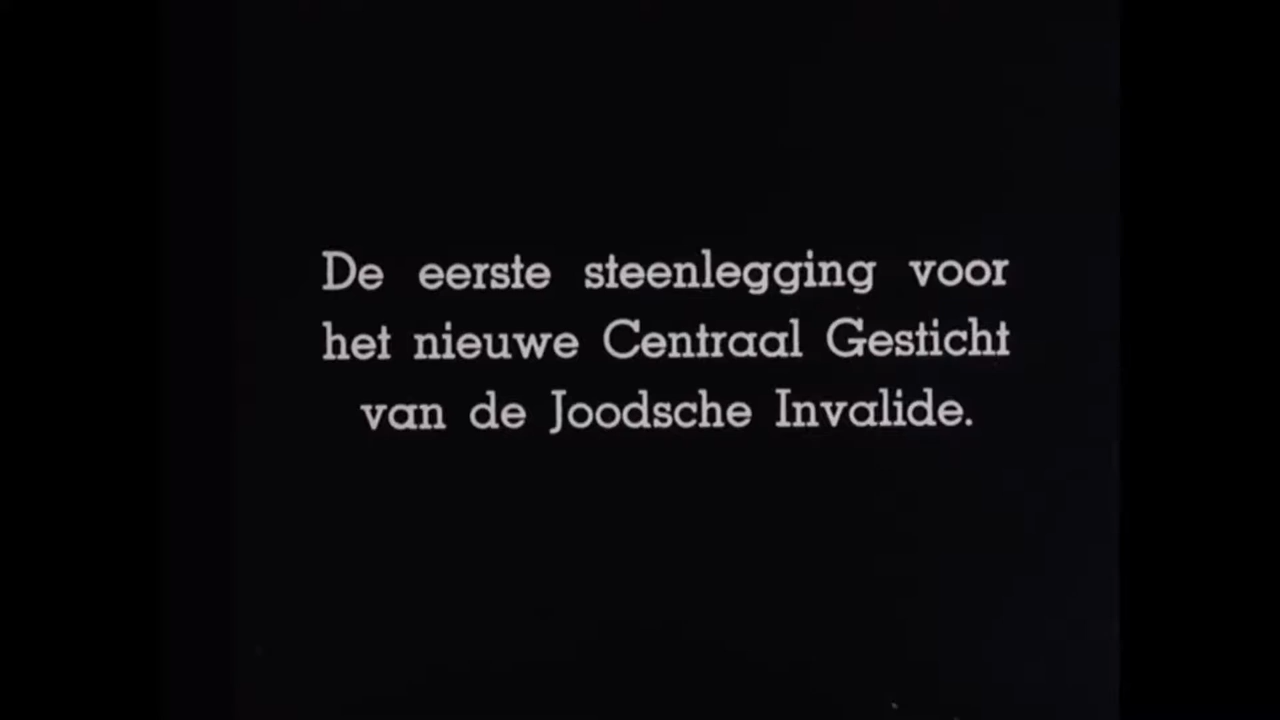 De eerste steenlegging voor
het nieuwe Centraal Gesticht
van de Joodsche Invalide.